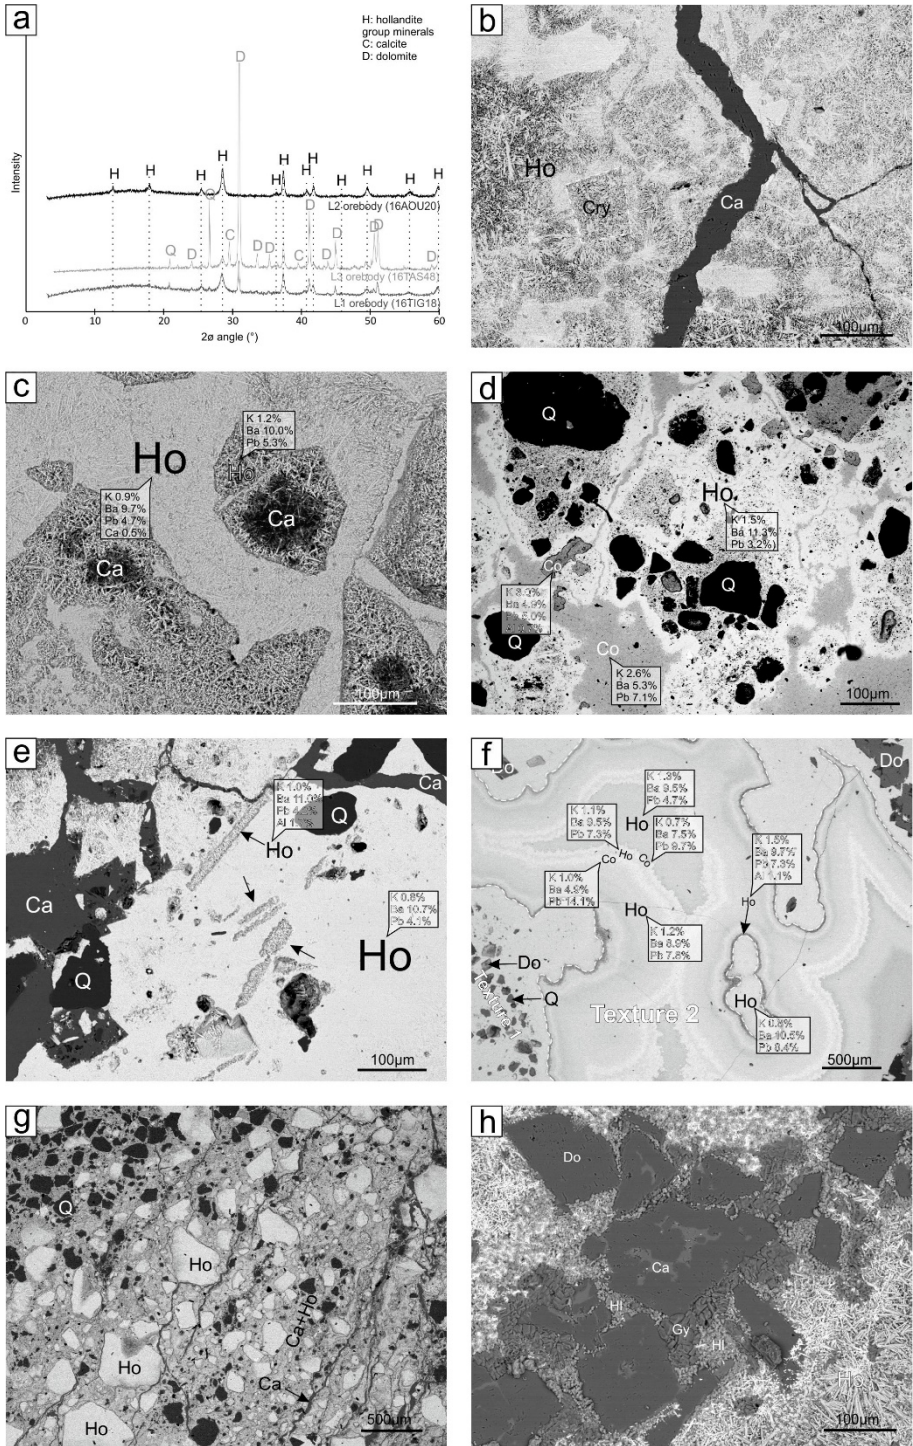 a
H: hollandite
group minerals
C: calcite
D: dolomite
D
D
H
H
H
H
H
H
H
H
H
H
H
H
L2 orebody (16AOU20)
Q
D
Q
D
C
D
D
C
D
D
D
D
D
L3 orebody (16TAS48)
L1 orebody (16TIG18)
Intensity
0
10
20
30
40
50
60
2ø angle (°)
b
Ho
Cry
Ca
100µm
c
K 1.2%
Ba 10.0%
Pb 5.3%
Ho
Ho
K 0.9%
Ba 9.7%
Pb 4.7%
Ca 0.5%
Ca
Ca
100µm
d
Q
Ho
K 1.5%
Ba 11.3%
Pb 3.2%)
Co
Ba 4.9%
Q
Q
Co
K 2.6%
Ba 5.3%
Pb 7.1%
100µm
e
Ca
K 1.0%
Ba 11.0%
Q
Ho
K 0.8%
Ba 10.7%
Pb 4.1%
Ca
Ho
Q
100µm
f
Do
Do
K 1.3%
Ba 9.5%
Pb 4.7%
K 1.1%
Ba 9.5%
Pb 7.3%
Ho
K 0.7%
Ba 7.5%
Pb 9.7%
K 1.5%
Ba 9.7%
Pb 7.3%
Al 1.1%
Co
Ho
Co
K 1.0%
Ba 4.9%
Pb 14.1%
Ho
Ho
K 1.2%
Ba 8.9%
Pb 7.8%
Do
Q
Texture 1
Texture 2
Ho
Ba 10.5%
500µm
g
Q
Ho
Ho
Ca+Ho
Ho
Ca
Ho
500µm
h
Do
Ca
Hl
Gy
Hl
Hl
100µm